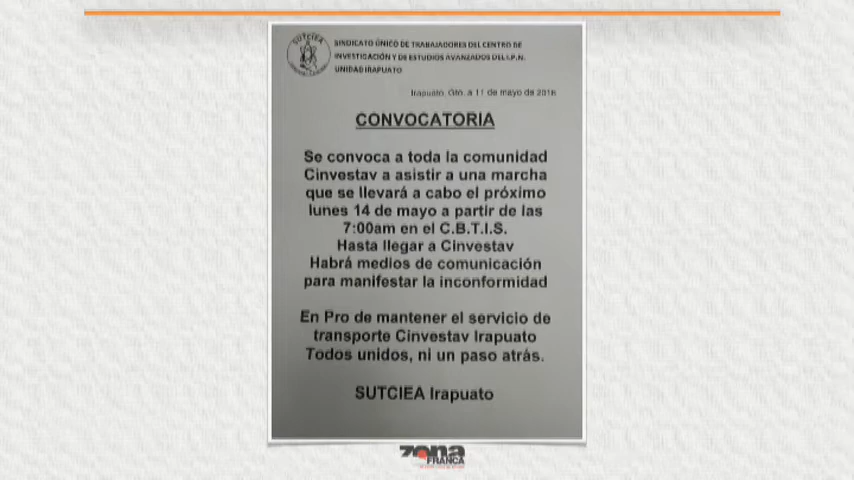 SUTCIEA
SINDICATO ÚNICO DE TRABAJADORES DEL CENTRO DE
INVESTIGACIÓN Y DE ESTUDIOS AVANZADOS DEL I.P.N.
UNIDAD IRAPUATO
Irapuato, Gto. a 11 de mayo de 2018
CONVOCATORIA
Se convoca a toda la comunidad
Cinvestav a asistir a una marcha
que se llevará a cabo el próximo
lunes 14 de mayo a partir de las
7:00am en el C.B.T.I.S.
Hasta llegar a Cinvestav
Habrá medios de comunicación
para manifestar la inconformidad
En Pro de mantener el servicio de
transporte Cinvestav Irapuato
Todos unidos, ni un paso atrás.
SUTCIEA Irapuato
ZONA
FRANCA